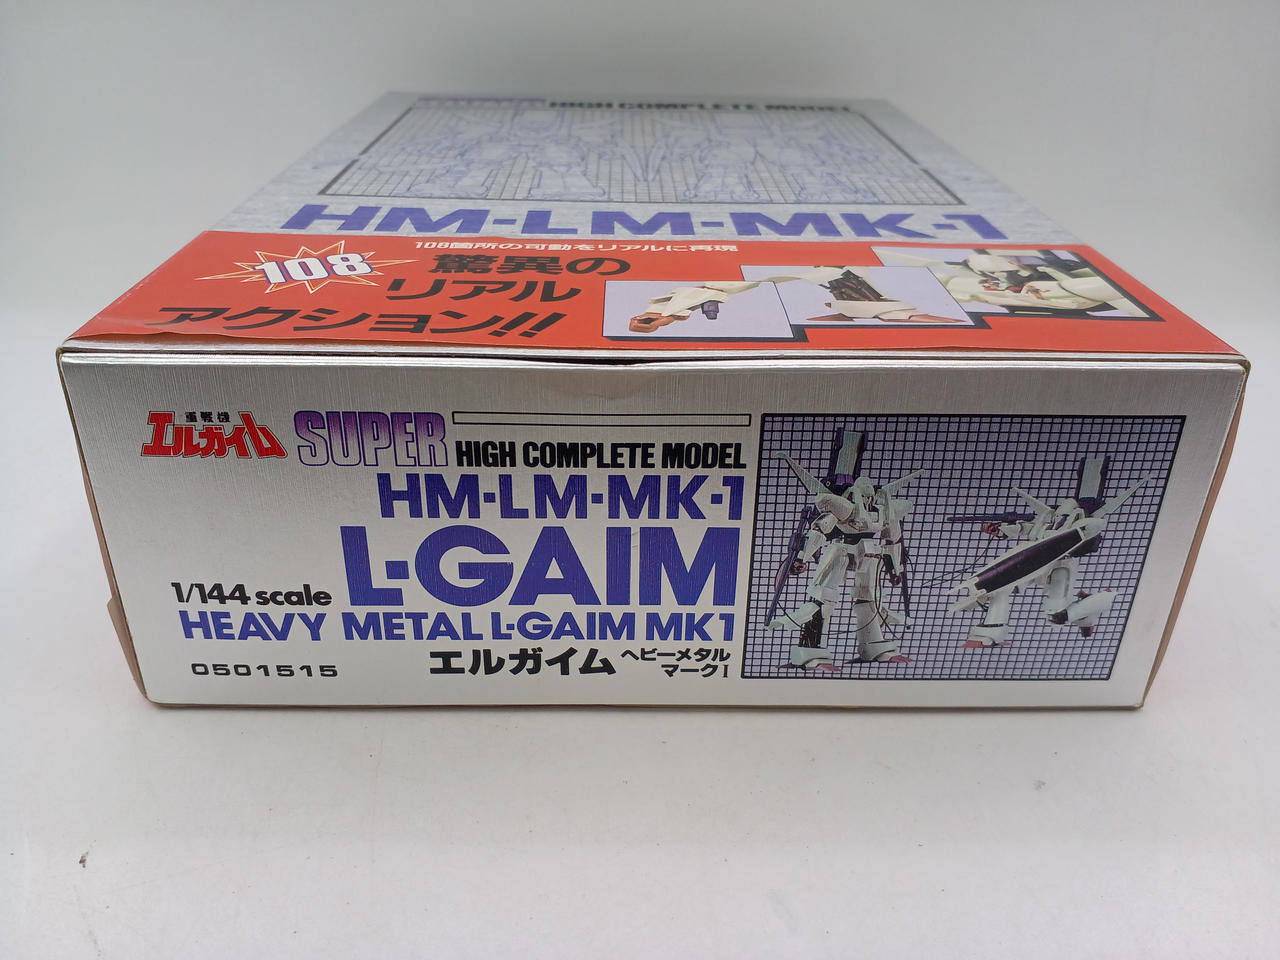 SUPER HIGH COMPLETE MODEL
HM-LM-MK-1
108箇所の可動をリアルに再現
108
驚異の
リアル
アクション!!
重戦機
エルガイム
SUPER
HIGH COMPLETE MODEL
HM-LM-MK-1
L-GAIM
1/144 scale
HEAVY METAL L-GAIM MK1
エルガイム ヘビーメタル
マークI
0501515